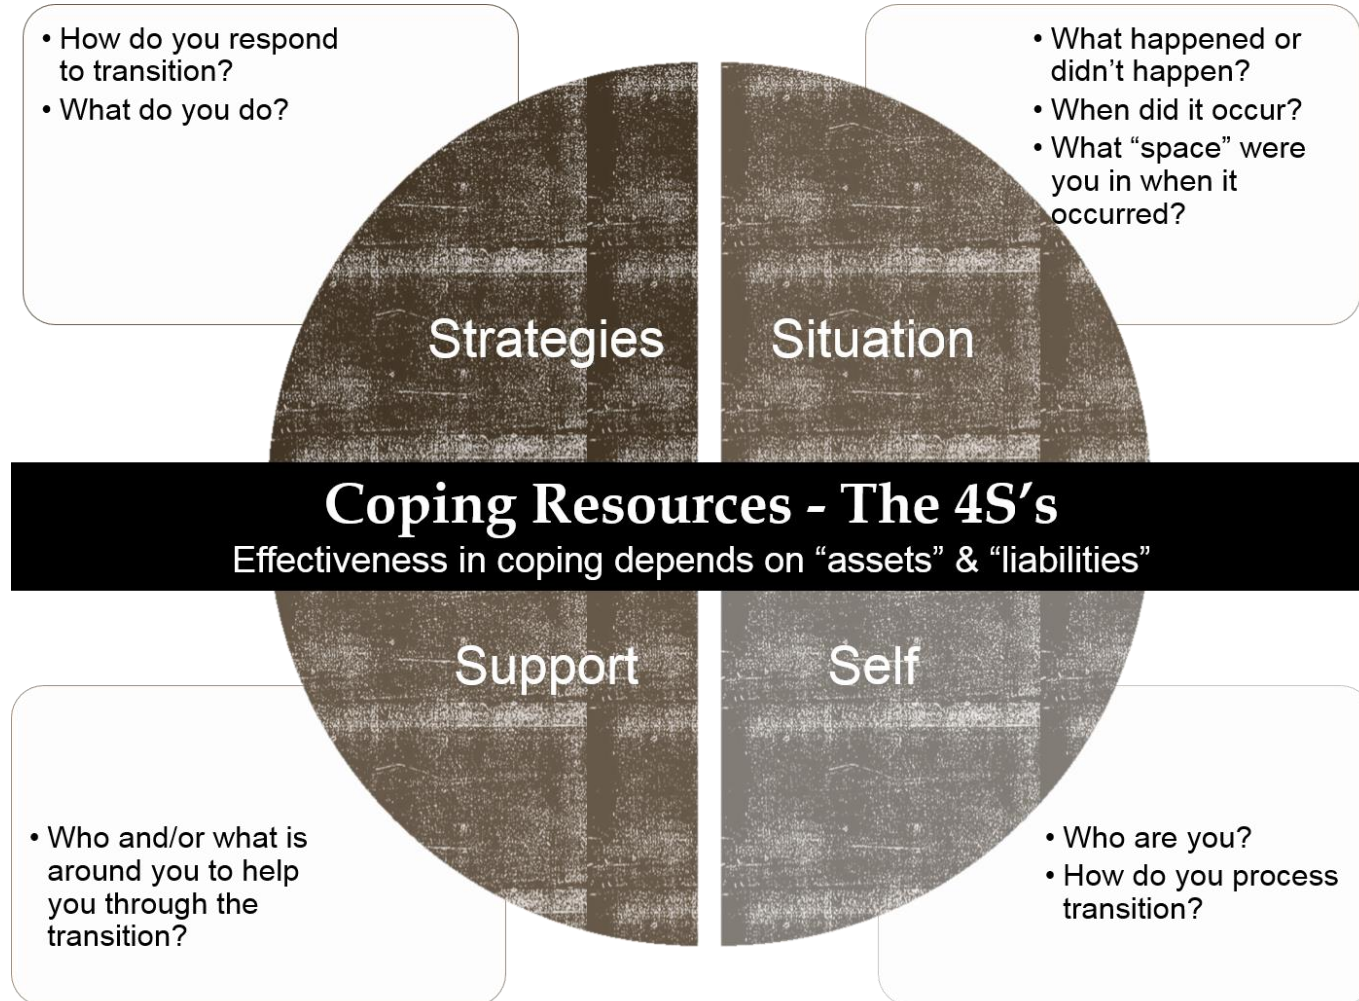 • How do you respond
to transition?
• What do you do?
• What happened or
didn’t happen?
• When did it occur?
• What “space” were
you in when it
occurred?
Strategies
Situation
Coping Resources - The 4S’s
Effectiveness in coping depends on “assets” & “liabilities”
Support
Self
• Who and/or what is
around you to help
you through the
transition?
• Who are you?
• How do you process
transition?